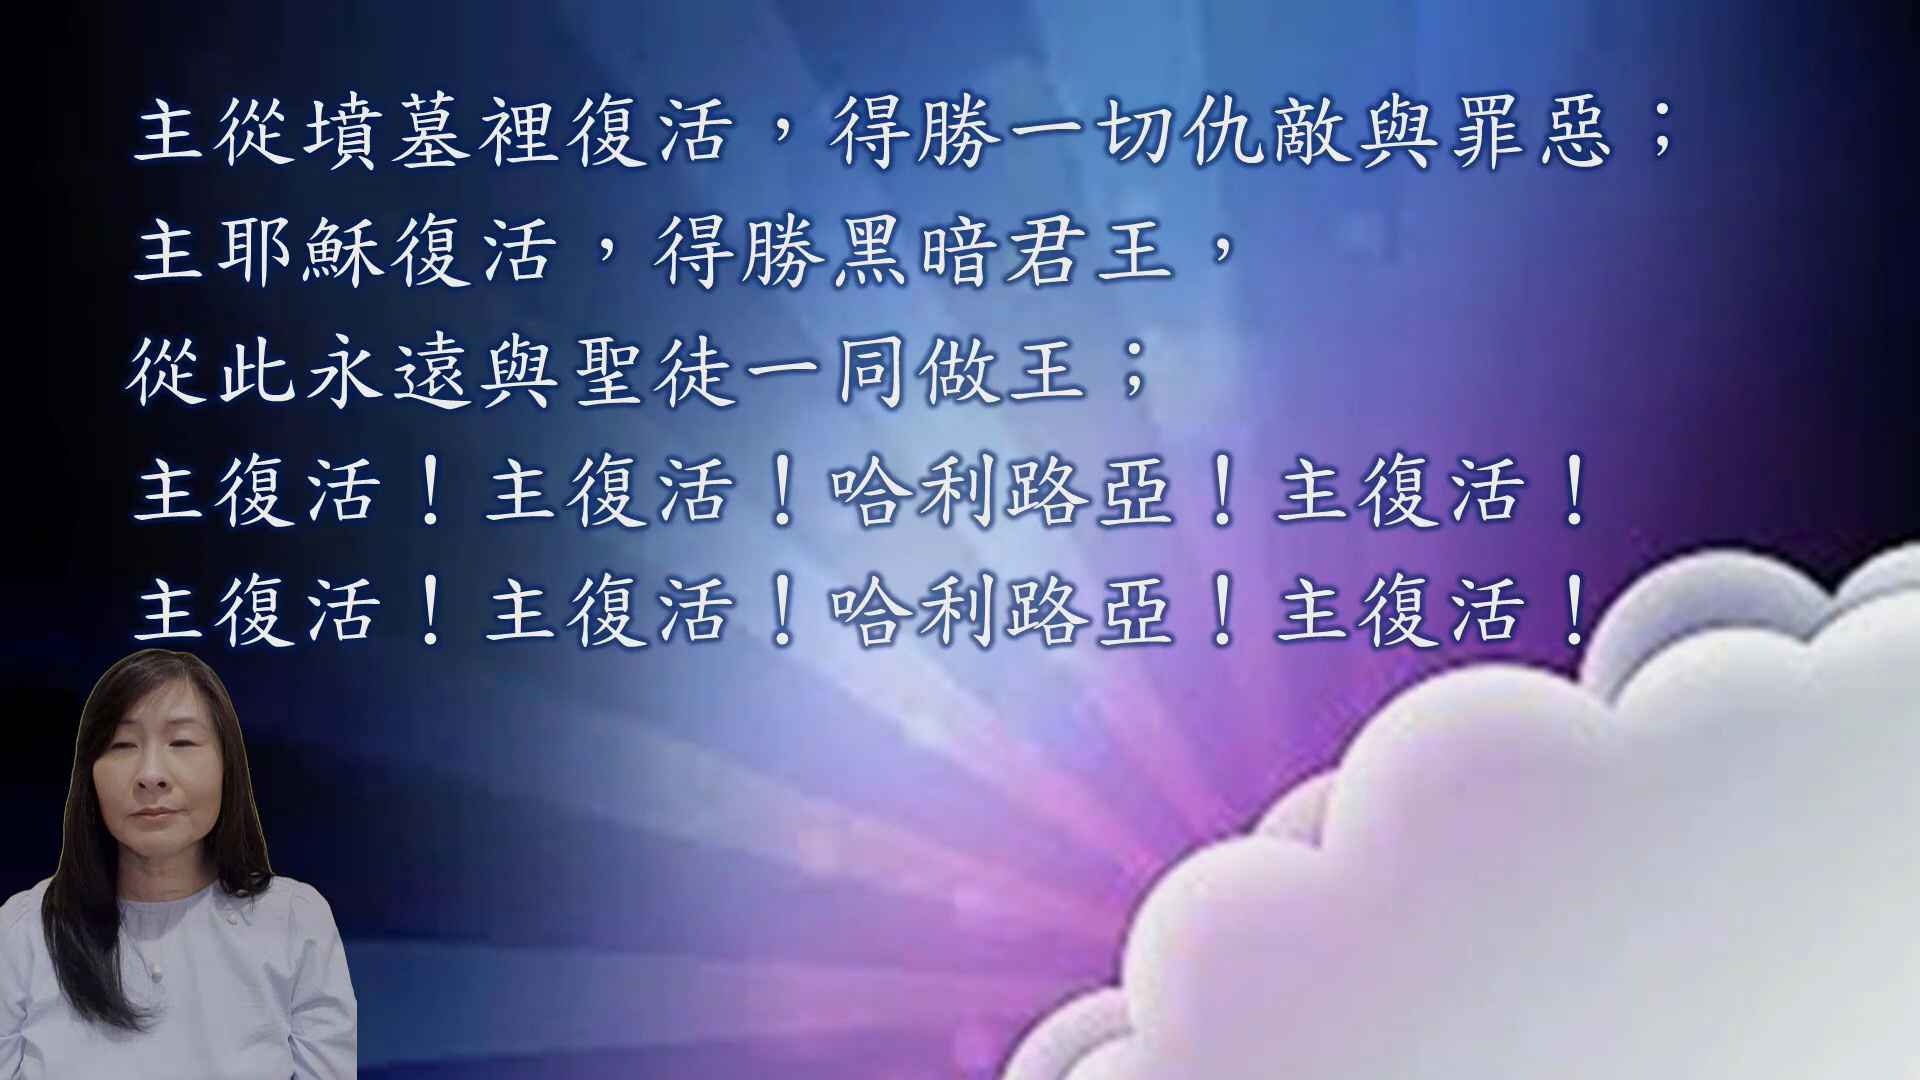 主從墳墓裡復活，得勝一切仇敵與罪惡；
主耶穌復活，得勝黑暗君王，
從此永遠與聖徒一同做王；
主復活！主復活！哈利路亞！主復活！
主復活！主復活！哈利路亞！主復活！